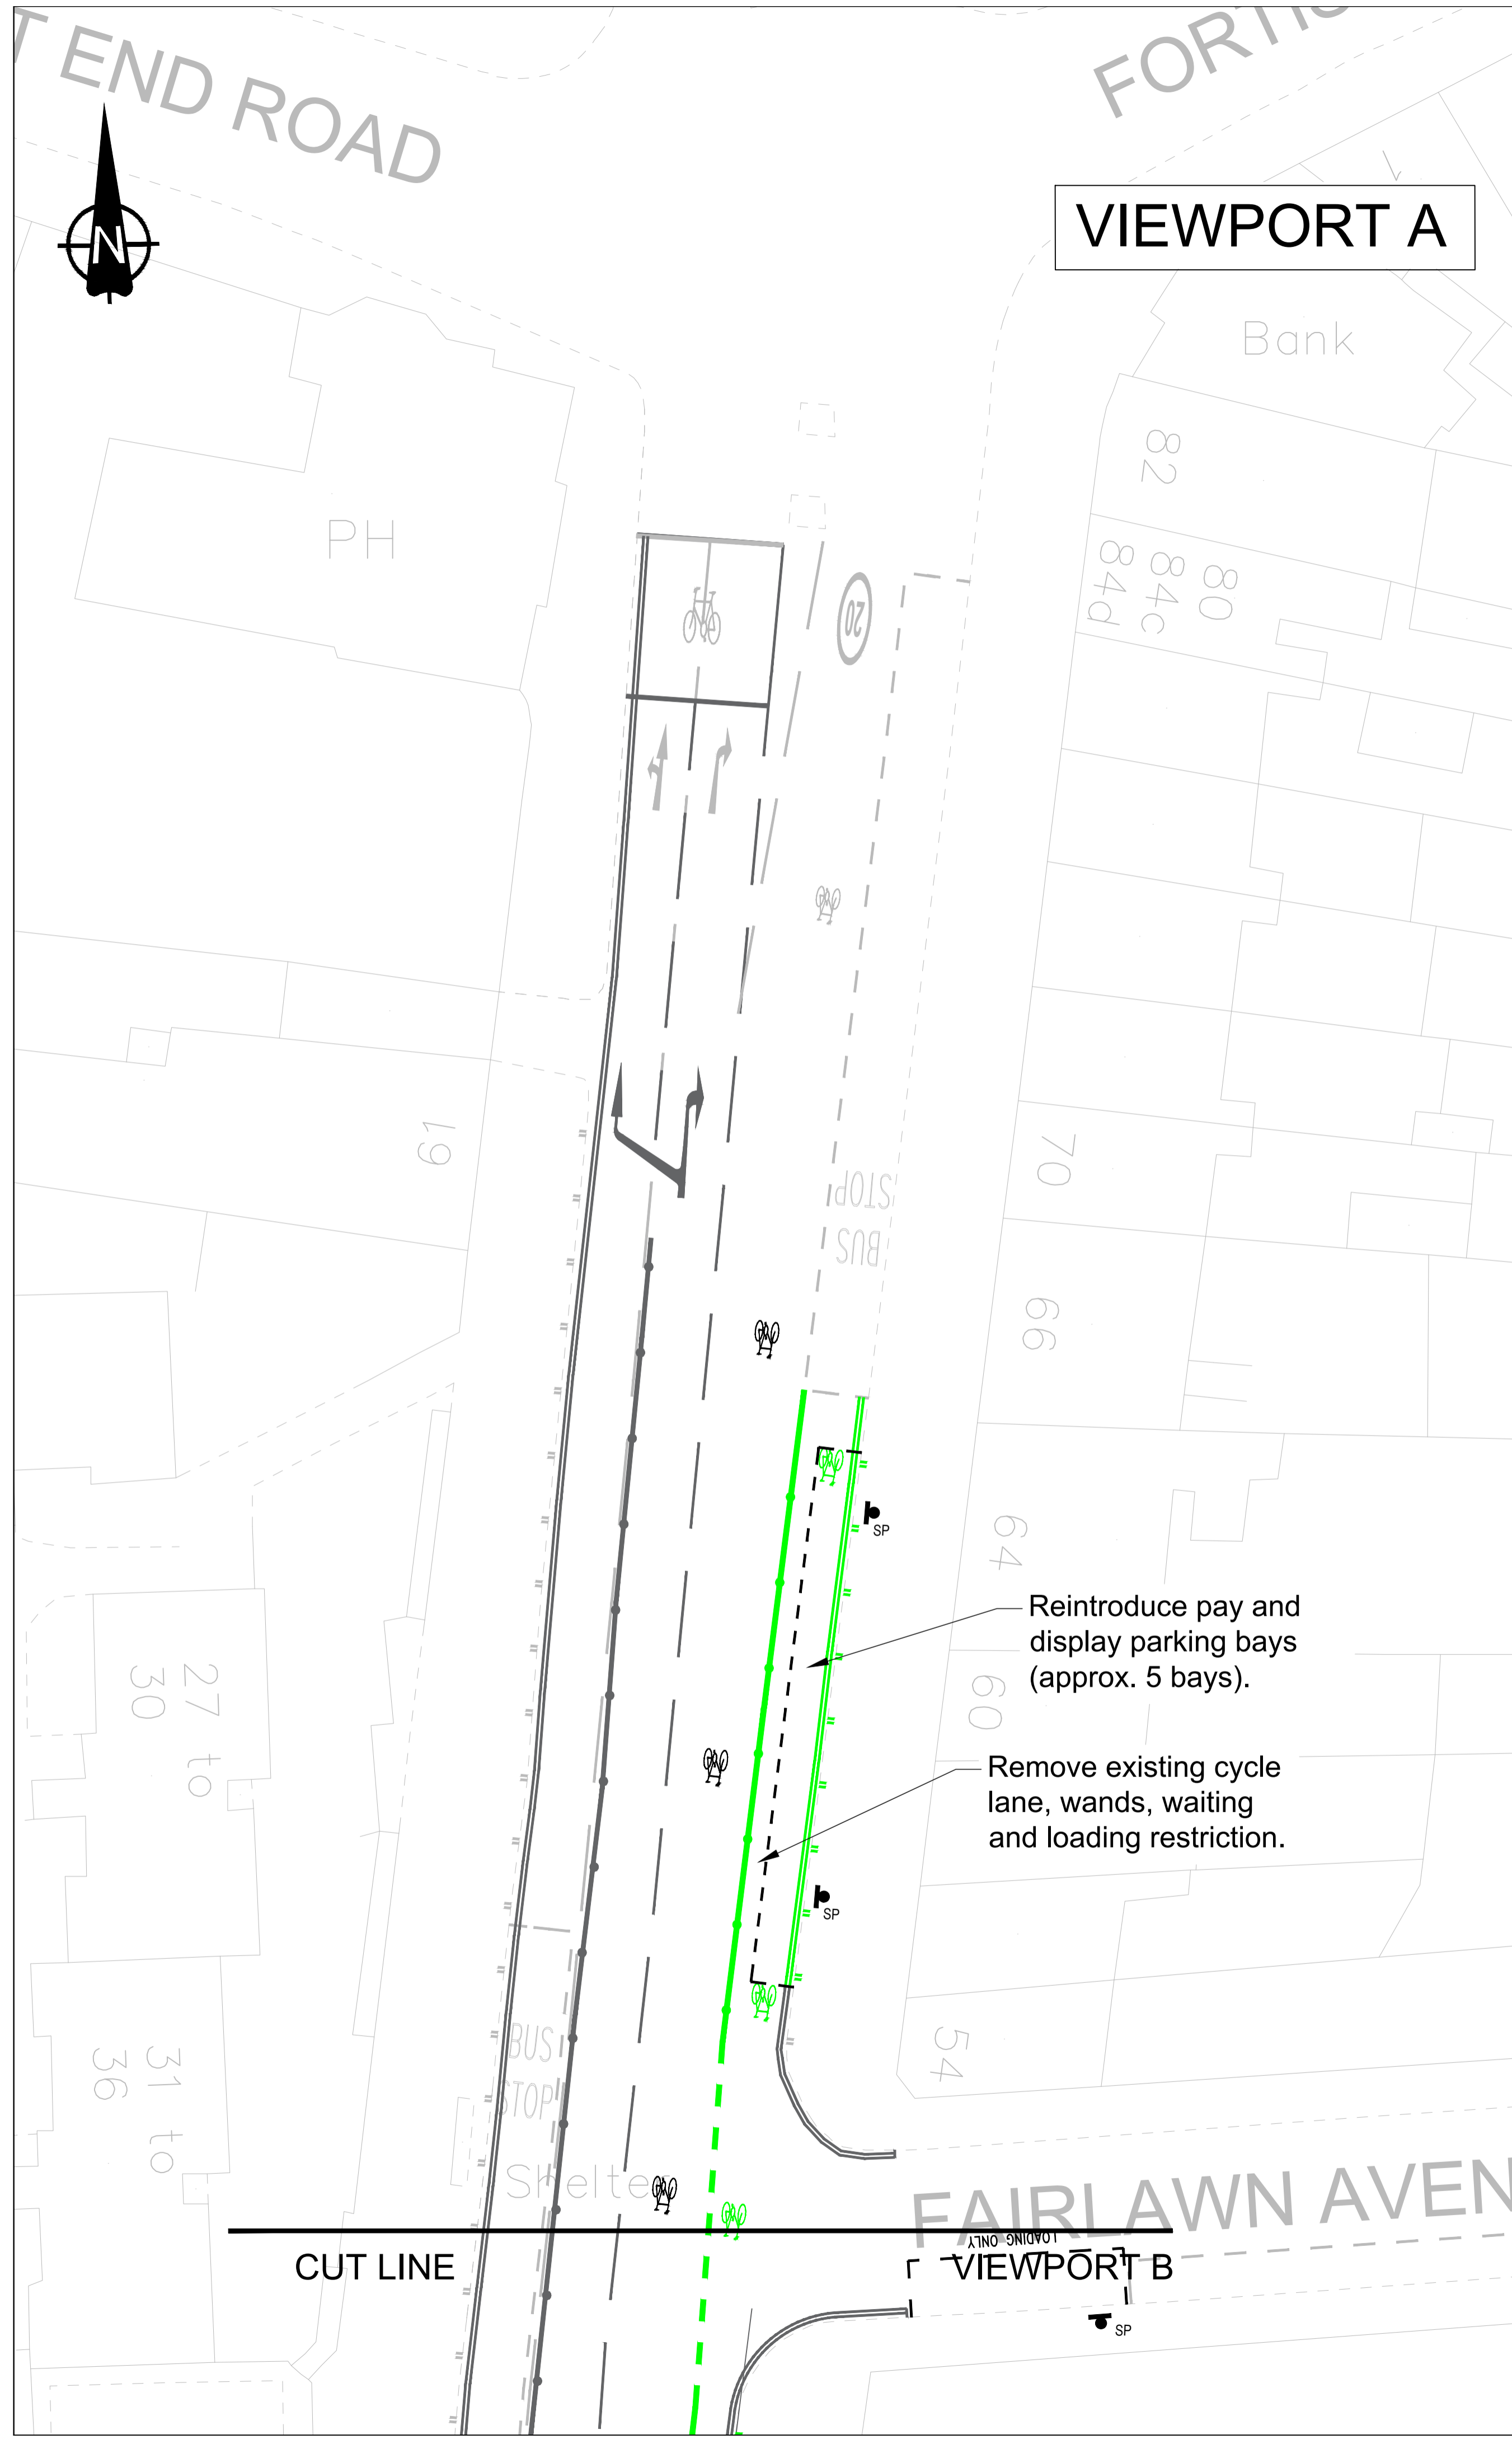 T END ROAD
FORTIS
N
VIEWPORT A
Bank
82
PH
84d
84c
80
20
61
70
BUS
STOP
66
SP
64
Reintroduce pay and
display parking bays
(approx. 5 bays).
60
27 to
30
Remove existing cycle
lane, wands, waiting
and loading restriction.
SP
BUS
STOP
54
31 to
36
Shelter
FAIRLAWN AVEN
LOADING ONLY
CUT LINE
VIEWPORT B
SP